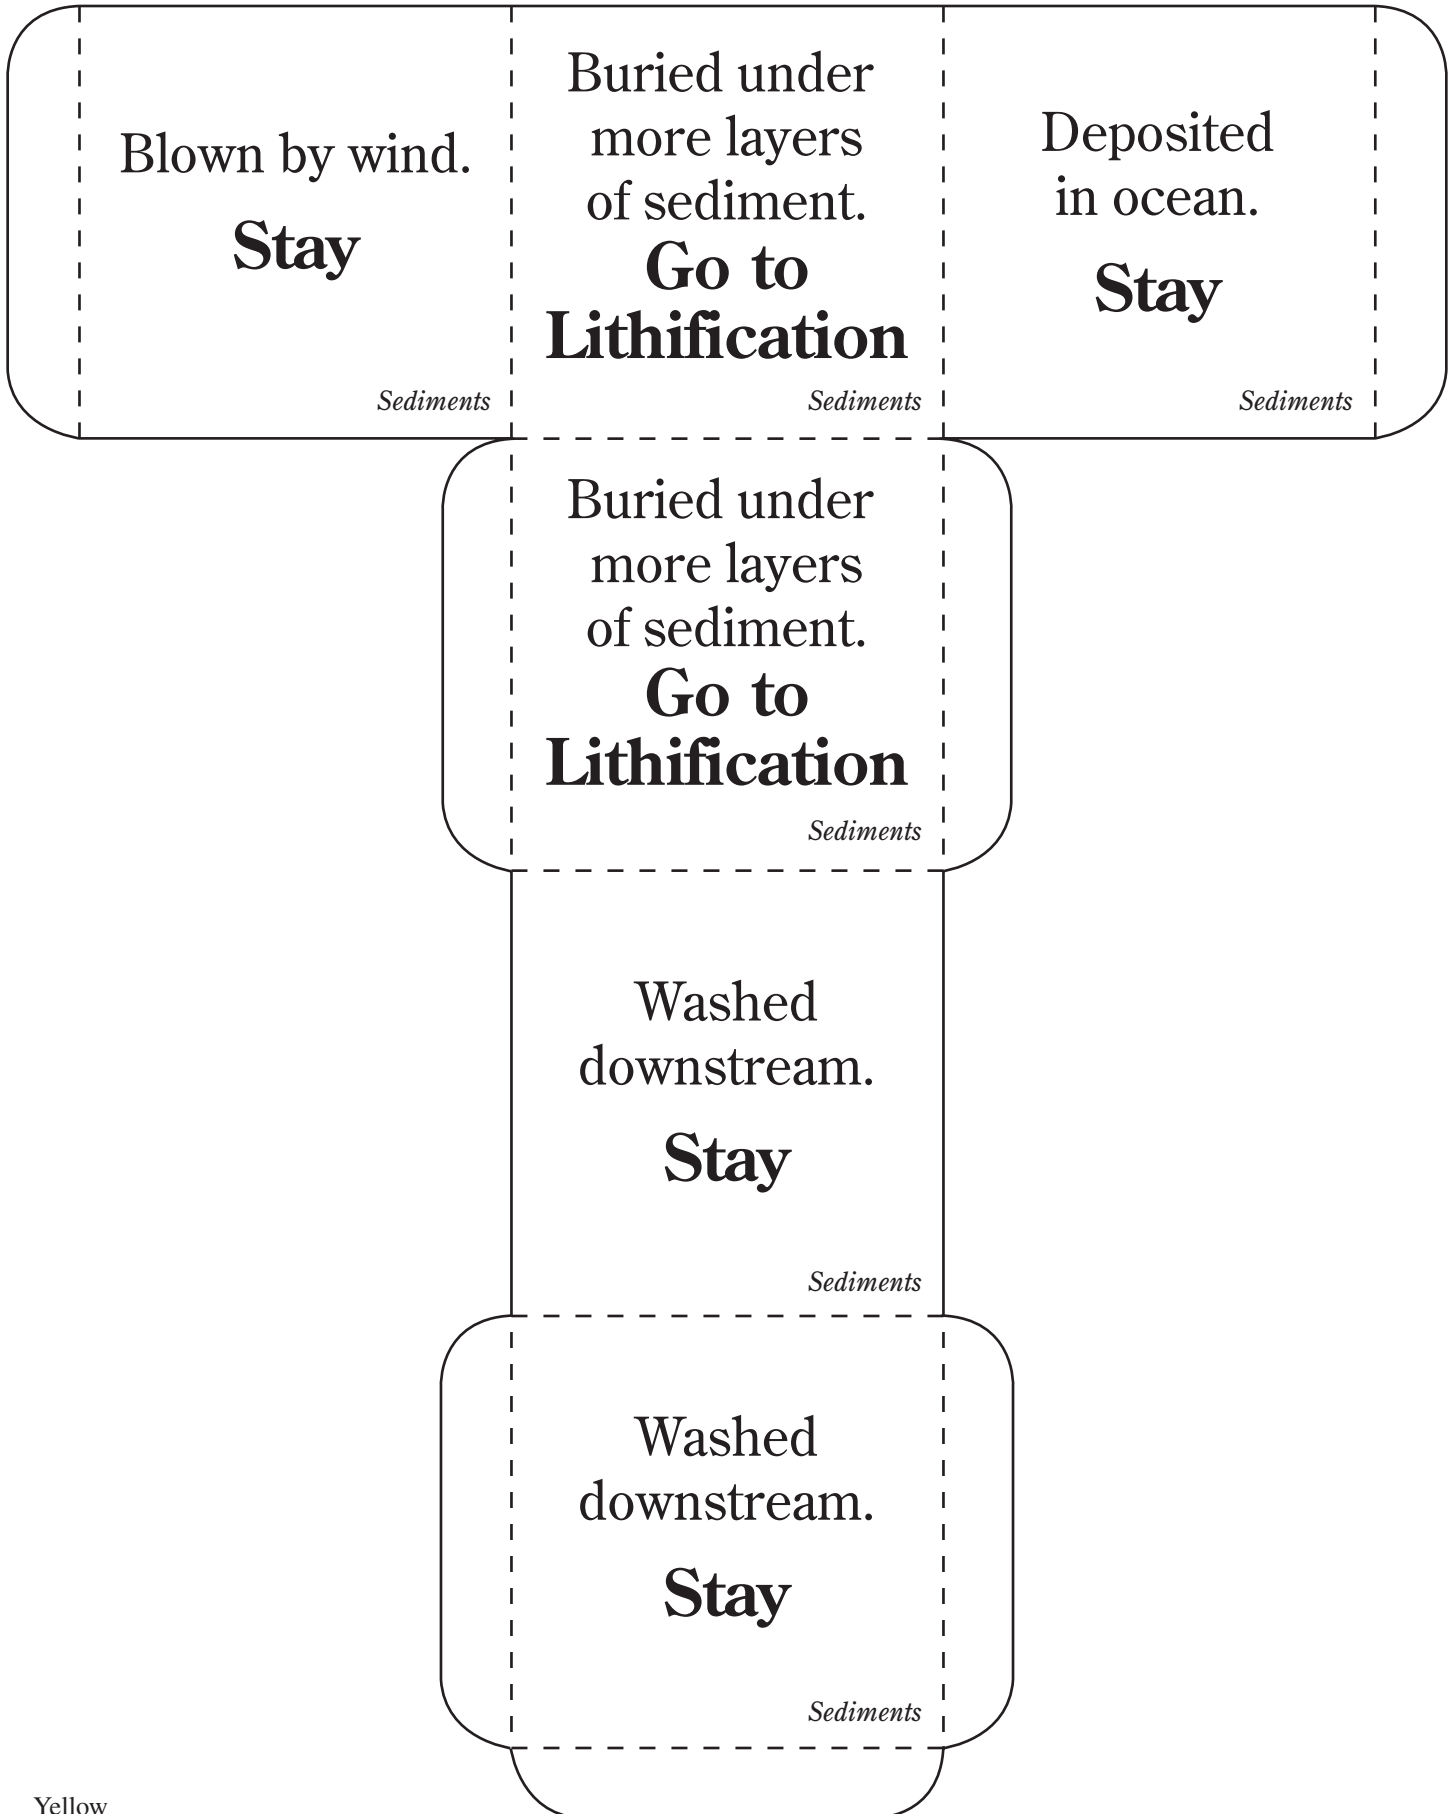 Blown by wind.
Stay
Sediments
Buried under
more layers
of sediment.
Go to
Lithification
Sediments
Deposited
in ocean.
Stay
Sediments
Buried under
more layers
of sediment.
Go to
Lithification
Sediments
Washed
downstream.
Stay
Sediments
Washed
downstream.
Stay
Sediments
Yellow